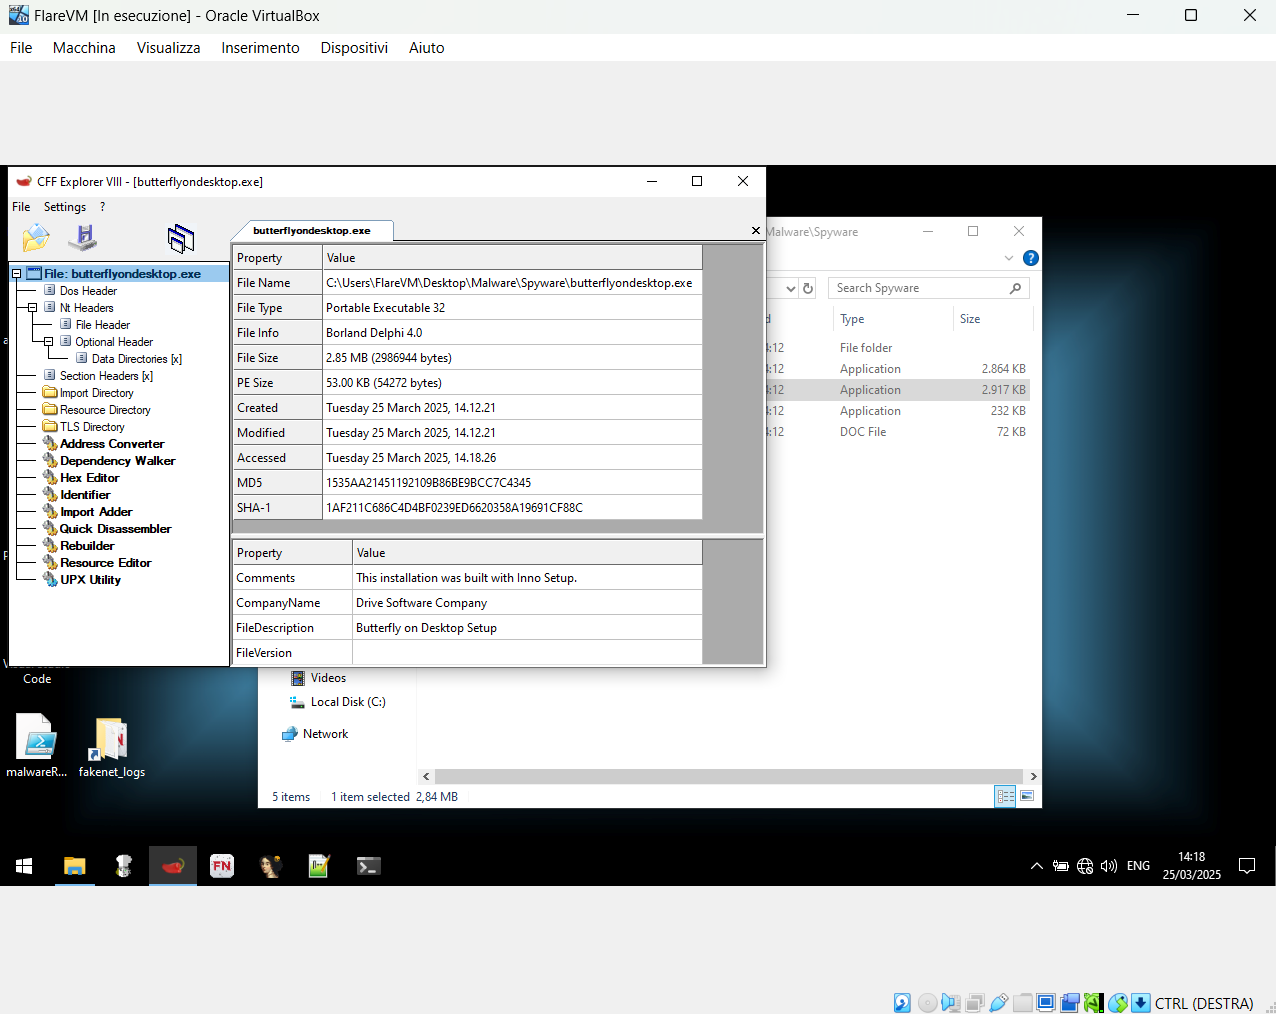 FlareVM [In esecuzione] - Oracle VirtualBox
File Macchina Visualizza Inserimento Dispositivi Aiuto
CFF Explorer VIII - [butterflyondesktop.exe]
File Settings ?
butterflyondesktop.exe
File: butterflyondesktop.exe
Dos Header
Nt Headers
File Header
Optional Header
Data Directories [x]
Section Headers [x]
Import Directory
Resource Directory
TLS Directory
Address Converter
Dependency Walker
Hex Editor
Identifier
Import Adder
Quick Disassembler
Rebuilder
Resource Editor
UPX Utility
Property Value
File Name C:\Users\FlareVM\Desktop\Malware\Spyware\butterflyondesktop.exe
File Type Portable Executable 32
File Info Borland Delphi 4.0
File Size 2.85 MB (2986944 bytes)
PE Size 53.00 KB (54272 bytes)
Created Tuesday 25 March 2025, 14.12.21
Modified Tuesday 25 March 2025, 14.12.21
Accessed Tuesday 25 March 2025, 14.18.26
MD5 1535AA21451192109B86BE9BCC7C4345
SHA-1 1AF211C686C4D4BF0239ED6620358A19691CF88C
Property Value
Comments This installation was built with Inno Setup.
CompanyName Drive Software Company
FileDescription Butterfly on Desktop Setup
FileVersion
Malware\Spyware
Search Spyware
d Type Size
4:12 File folder
4:12 Application 2.864 KB
4:12 Application 2.917 KB
4:12 Application 232 KB
4:12 DOC File 72 KB
Videos
Local Disk (C:)
Network
5 items 1 item selected 2,84 MB
Code
malwareR...
fakenet_logs
FN
ENG
14:18
25/03/2025
CTRL (DESTRA)